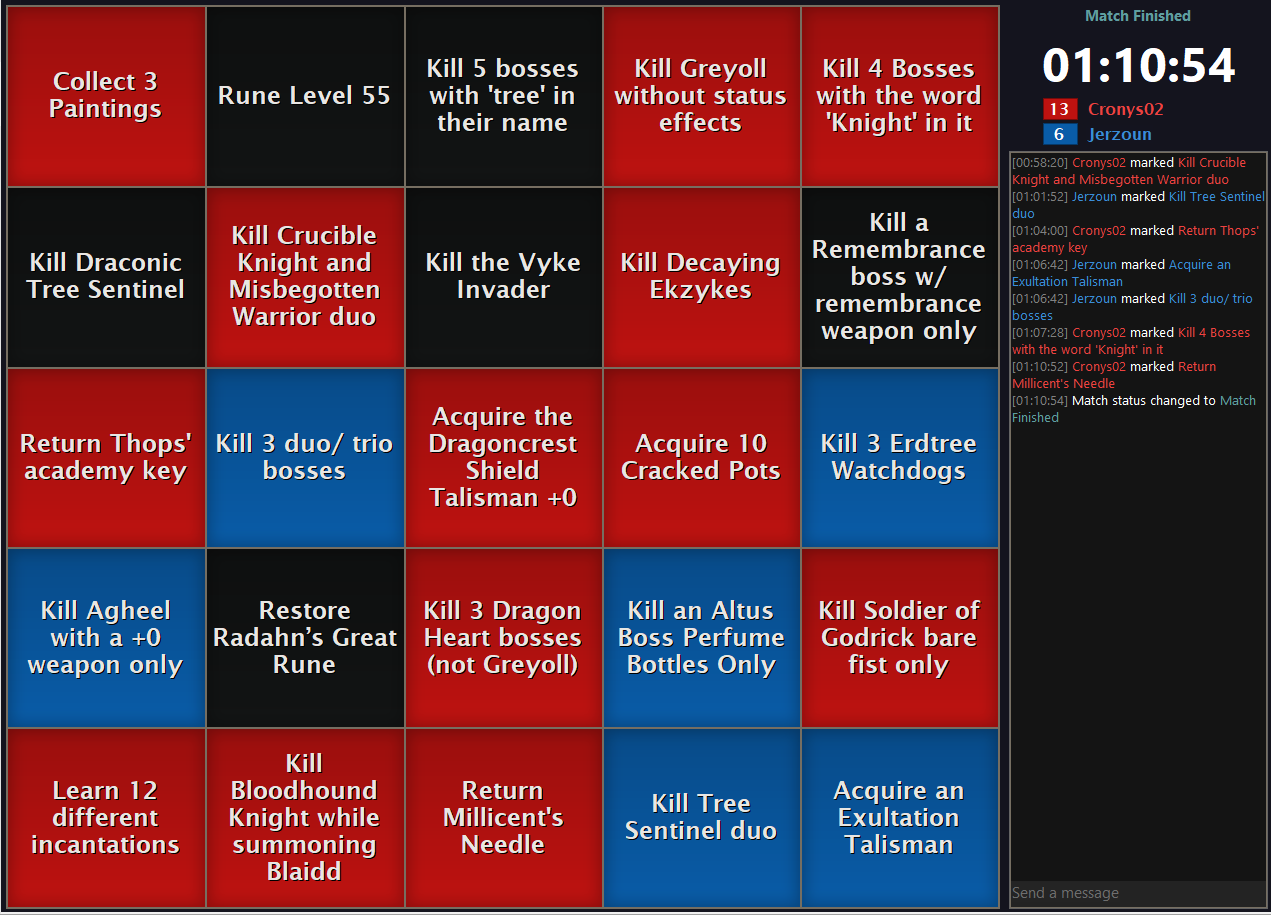 Collect 3
Paintings
Rune Level 55
Kill 5 bosses
with 'tree' in
their name
Kill Greyoll
without status
effects
Kill 4 Bosses
with the word
'Knight' in it
Kill Draconic
Tree Sentinel
Kill Crucible
Knight and
Misbegotten
Warrior duo
Kill the Vyke
Invader
Kill Decaying
Ekzykes
Kill a
Remembrance
boss w/
remembrance
weapon only
Return Thops'
academy key
Kill 3 duo/ trio
bosses
Acquire the
Dragoncrest
Shield
Talisman +0
Acquire 10
Cracked Pots
Kill 3 Erdtree
Watchdogs
Kill Agheel
with a +0
weapon only
Restore
Radahn’s Great
Rune
Kill 3 Dragon
Heart bosses
(not Greyoll)
Kill an Altus
Boss Perfume
Bottles Only
Kill Soldier of
Godrick bare
fist only
Learn 12
different
incantations
Kill
Bloodhound
Knight while
summoning
Blaidd
Return
Millicent's
Needle
Kill Tree
Sentinel duo
Acquire an
Exultation
Talisman
Match Finished
01:10:54
13 Cronys02
6 Jerzoun
[00:58:20] Cronys02 marked Kill Crucible
Knight and Misbegotten Warrior duo
[01:01:52] Jerzoun marked Kill Tree Sentinel
duo
[01:04:00] Cronys02 marked Return Thops'
academy key
[01:06:42] Jerzoun marked Acquire an
Exultation Talisman
[01:06:42] Jerzoun marked Kill 3 duo/ trio
bosses
[01:07:28] Cronys02 marked Kill 4 Bosses
with the word 'Knight' in it
[01:10:52] Cronys02 marked Return
Millicent's Needle
[01:10:54] Match status changed to Match
Finished
Send a message